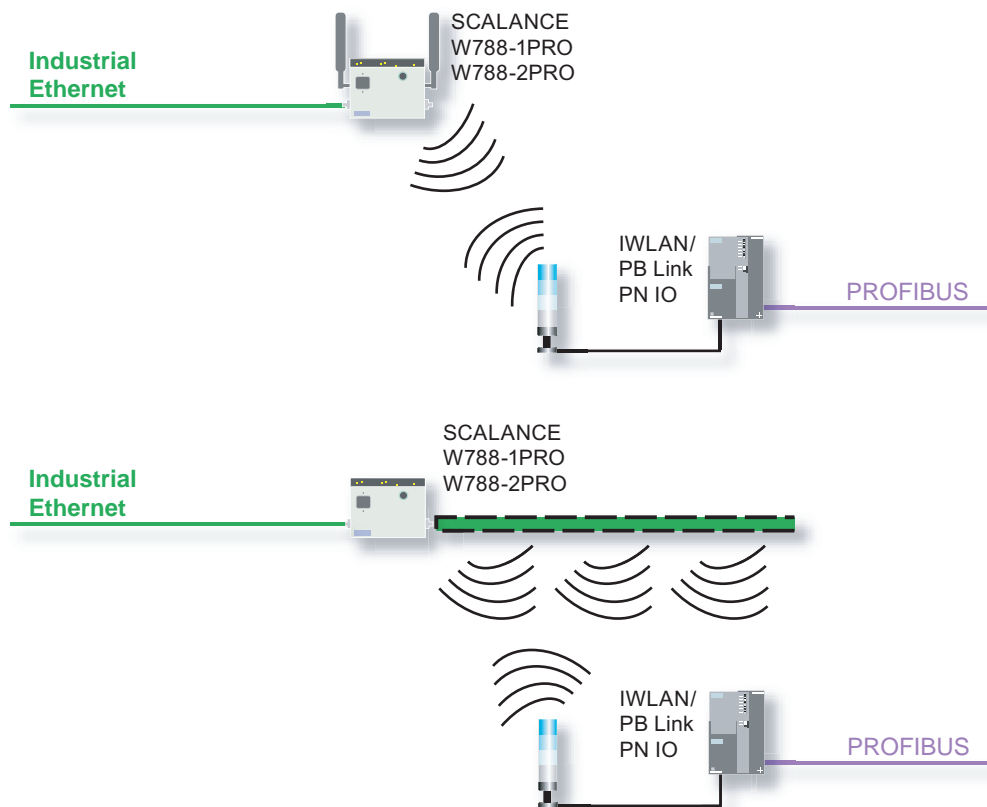 SCALANCE
W788-1PRO
W788-2PRO
Industrial
Ethernet
IWLAN/
PB Link
PN IO
PROFIBUS
SCALANCE
W788-1PRO
W788-2PRO
Industrial
Ethernet
IWLAN/
PB Link
PN IO
PROFIBUS